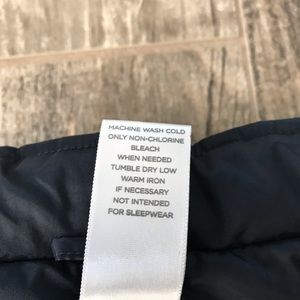 MACHINE WASH COLD
ONLY NON-CHLORINE
BLEACH
WHEN NEEDED
TUMBLE DRY LOW
WARM IRON
IF NECESSARY
NOT INTENDED
FOR SLEEPWEAR